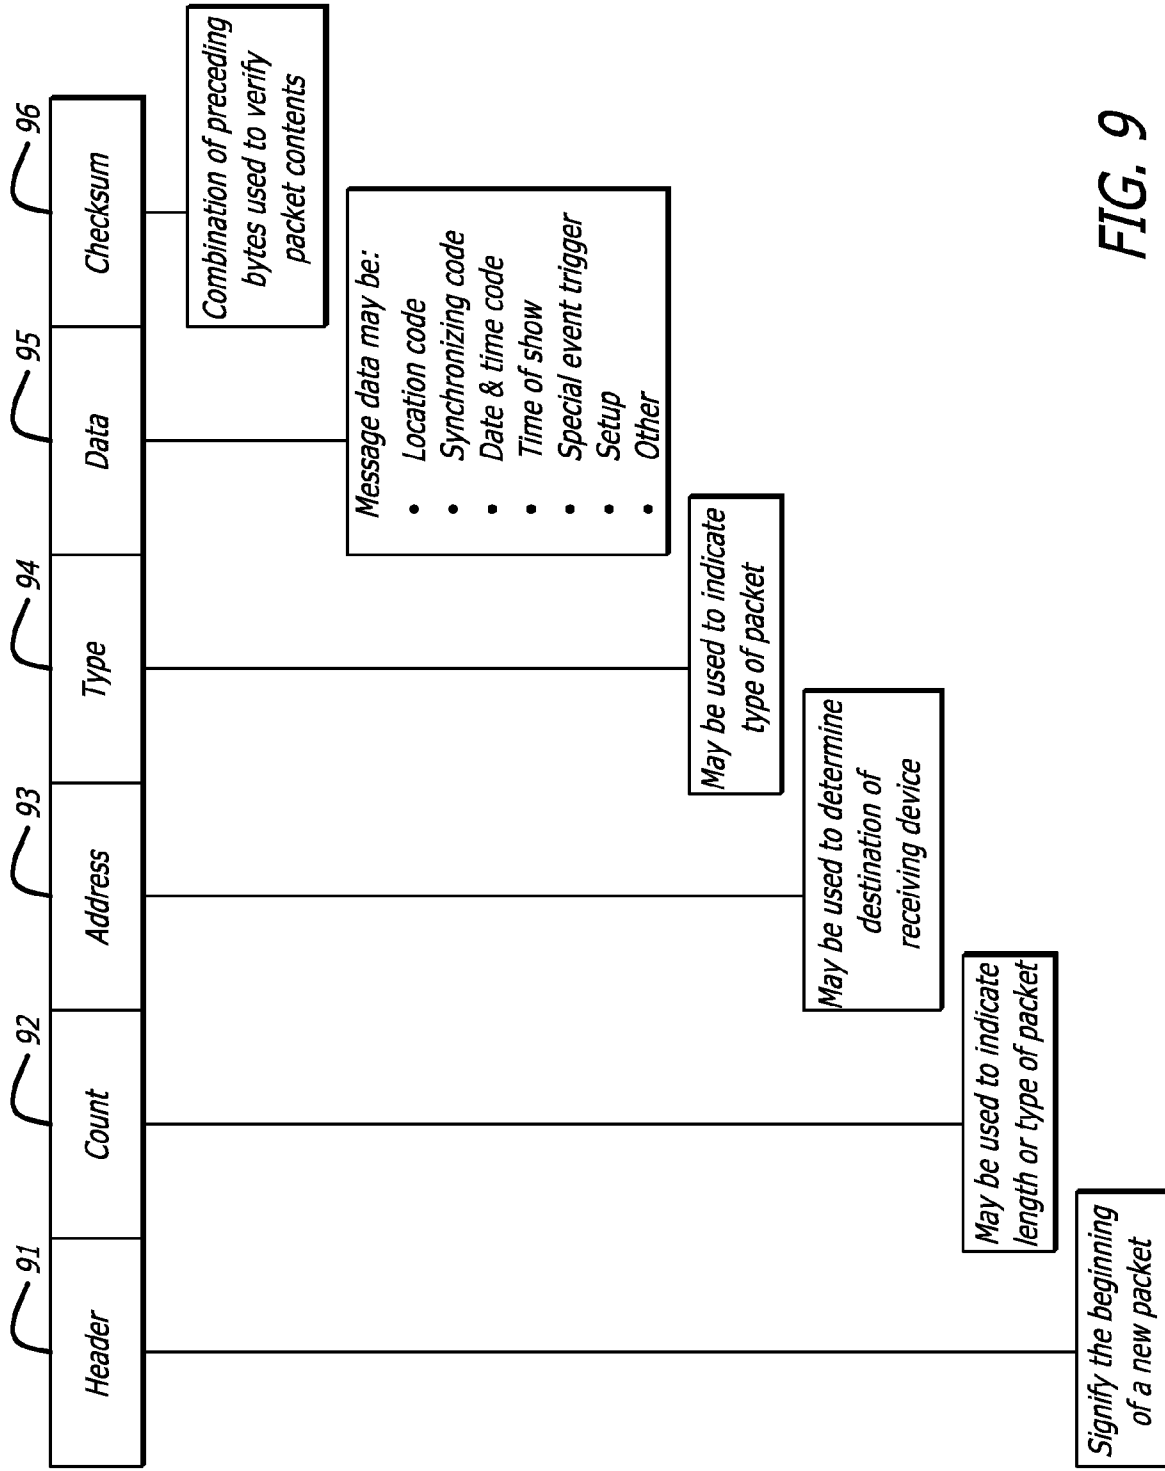 91
92
93
94
95
96
Header
Count
Address
Type
Data
Checksum
Combination of preceding
bytes used to verify
packet contents
Message data may be:
• Location code
• Synchronizing code
• Date & time code
• Time of show
• Special event trigger
• Setup
• Other
May be used to indicate
type of packet
May be used to determine
destination of
receiving device
May be used to indicate
length or type of packet
Signify the beginning
of a new packet
FIG. 9